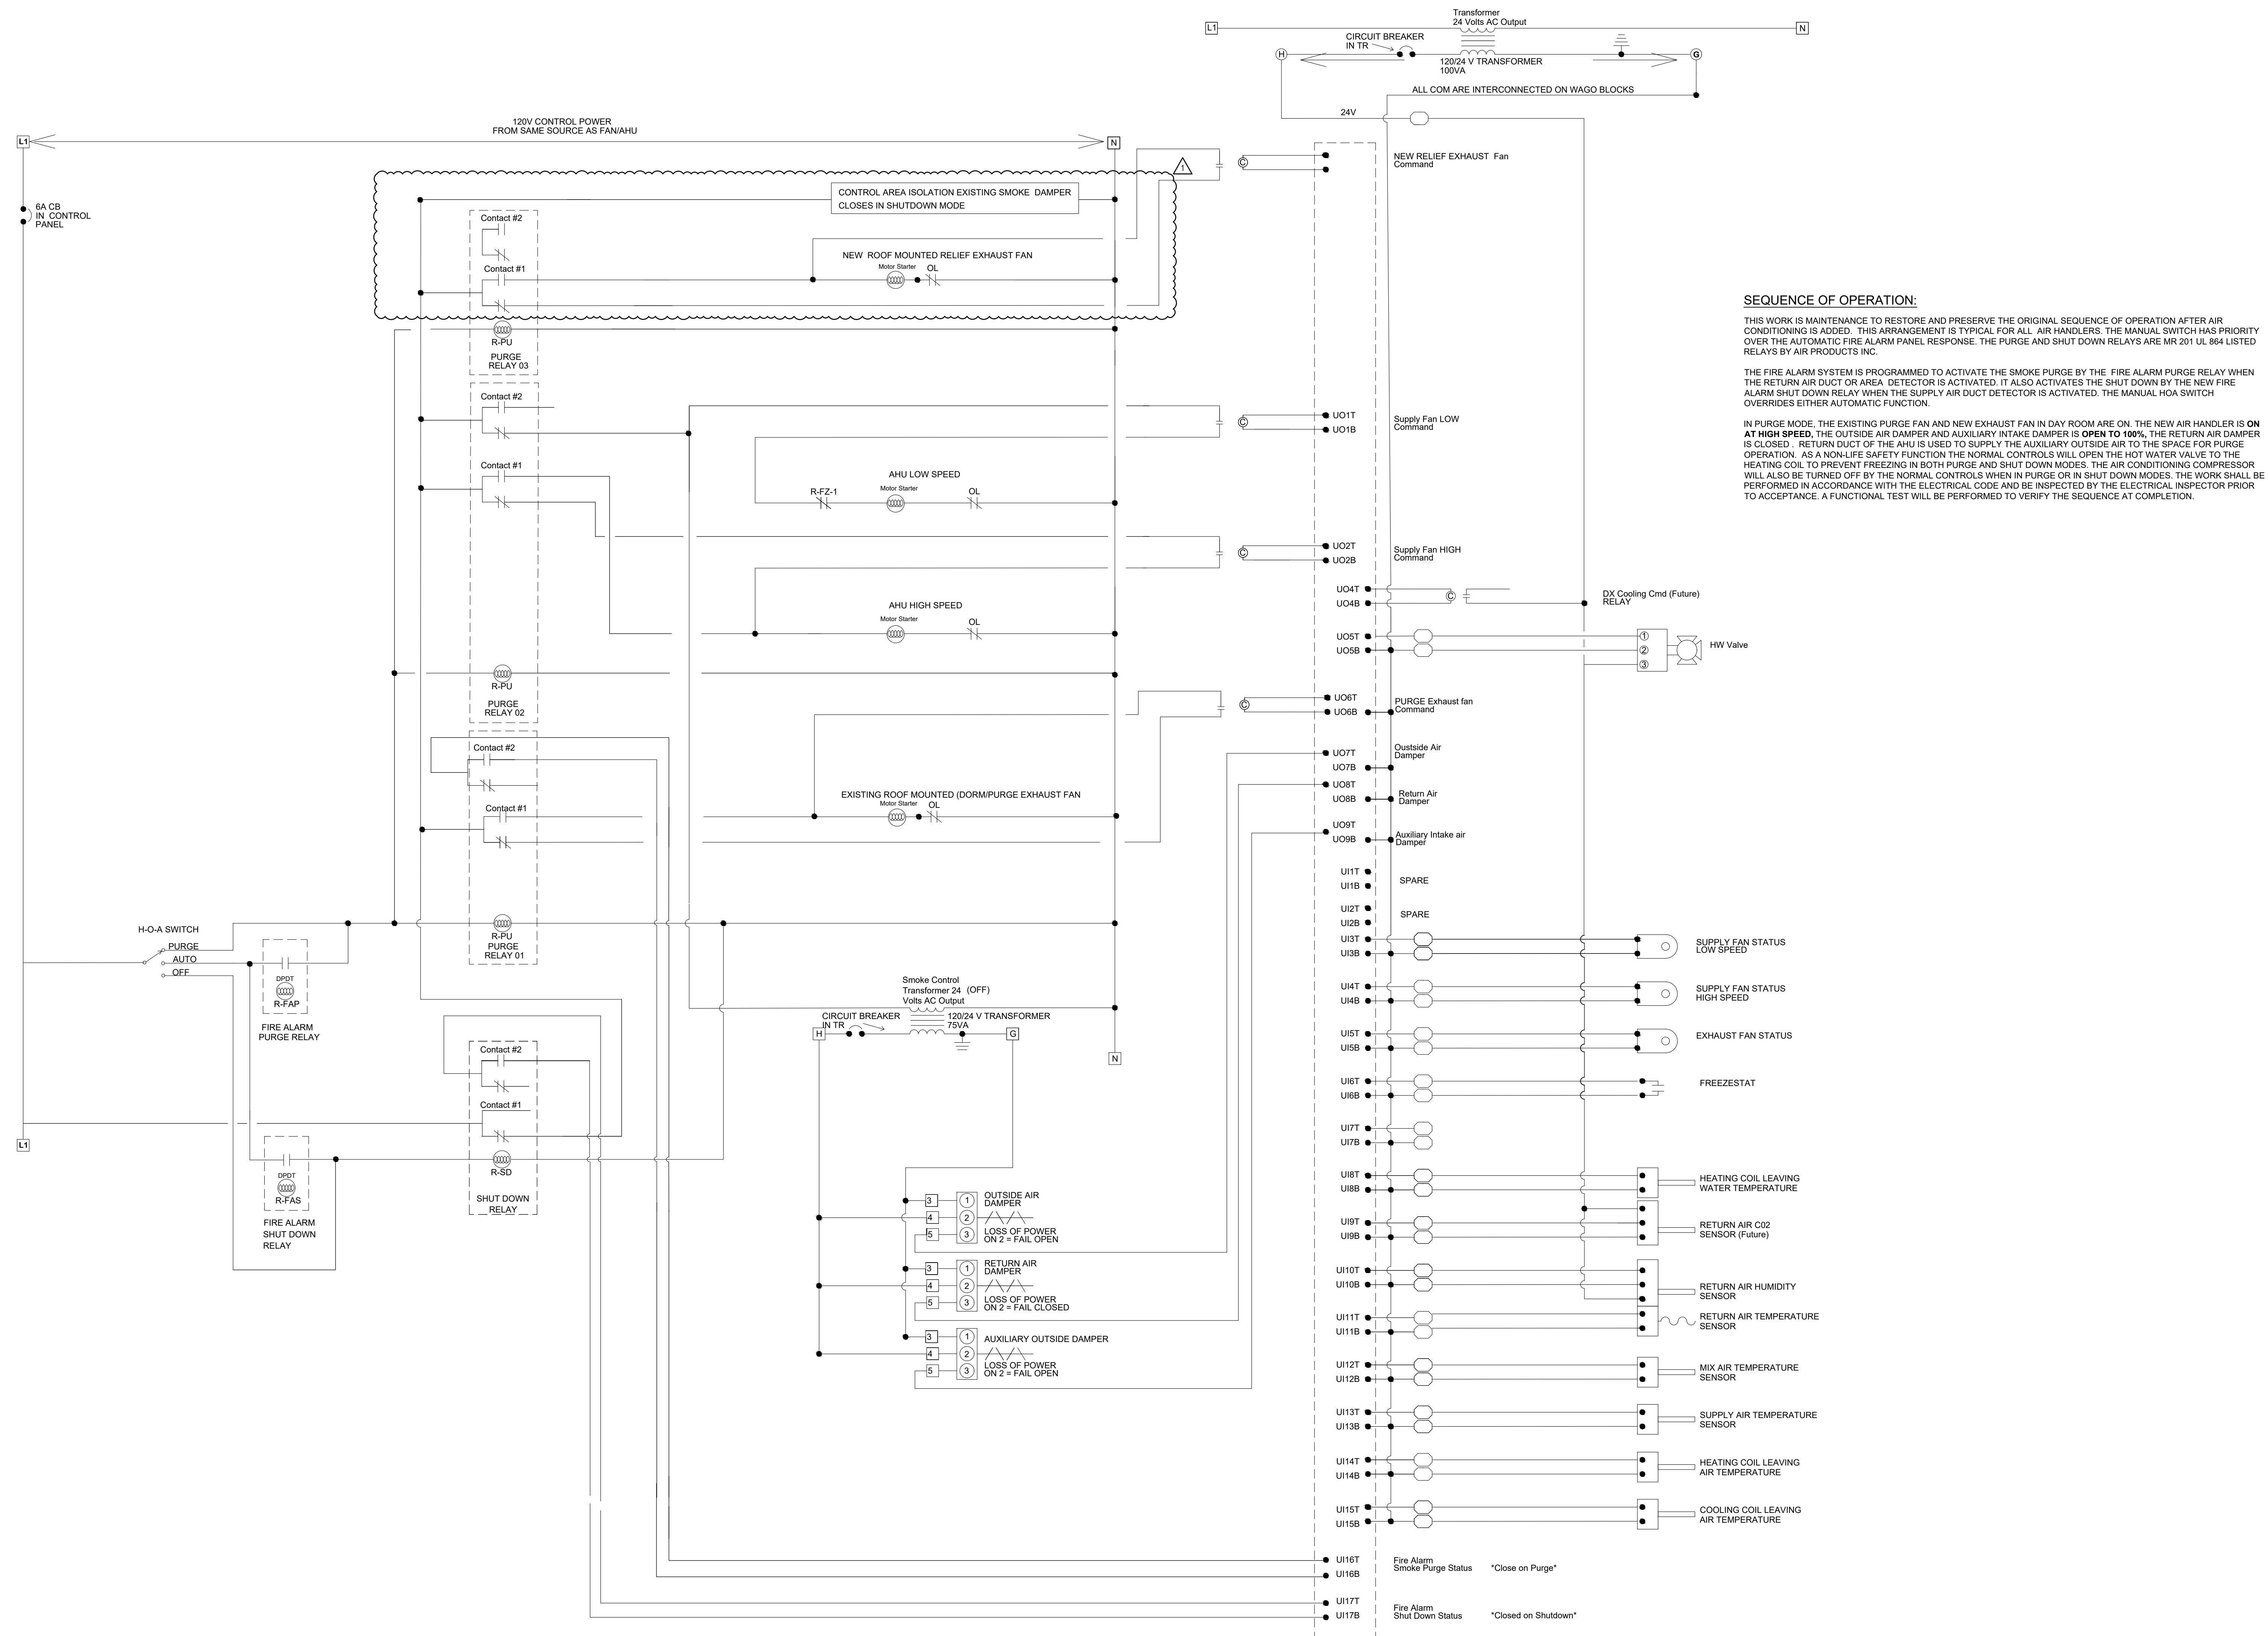 Transformer
24 Volts AC Output
L1
N
CIRCUIT BREAKER
IN TR
H
G
120/24 V TRANSFORMER
100VA
ALL COM ARE INTERCONNECTED ON WAGO BLOCKS
24V
120V CONTROL POWER
FROM SAME SOURCE AS FAN/AHU
L1
N
1
C
NEW RELIEF EXHAUST Fan
Command
6A CB
IN CONTROL
PANEL
CONTROL AREA ISOLATION EXISTING SMOKE DAMPER
CLOSES IN SHUTDOWN MODE
Contact #2
NEW ROOF MOUNTED RELIEF EXHAUST FAN
Contact #1
Motor Starter
OL
R-PU
PURGE
RELAY 03
SEQUENCE OF OPERATION:
THIS WORK IS MAINTENANCE TO RESTORE AND PRESERVE THE ORIGINAL SEQUENCE OF OPERATION AFTER AIR
CONDITIONING IS ADDED. THIS ARRANGEMENT IS TYPICAL FOR ALL AIR HANDLERS. THE MANUAL SWITCH HAS PRIORITY
OVER THE AUTOMATIC FIRE ALARM PANEL RESPONSE. THE PURGE AND SHUT DOWN RELAYS ARE MR 201 UL 864 LISTED
RELAYS BY AIR PRODUCTS INC.
THE FIRE ALARM SYSTEM IS PROGRAMMED TO ACTIVATE THE SMOKE PURGE BY THE FIRE ALARM PURGE RELAY WHEN
THE RETURN AIR DUCT OR AREA DETECTOR IS ACTIVATED. IT ALSO ACTIVATES THE SHUT DOWN BY THE NEW FIRE
ALARM SHUT DOWN RELAY WHEN THE SUPPLY AIR DUCT DETECTOR IS ACTIVATED. THE MANUAL HOA SWITCH
OVERRIDES EITHER AUTOMATIC FUNCTION.
IN PURGE MODE, THE EXISTING PURGE FAN AND NEW EXHAUST FAN IN DAY ROOM ARE ON. THE NEW AIR HANDLER IS ON
AT HIGH SPEED, THE OUTSIDE AIR DAMPER AND AUXILIARY INTAKE DAMPER IS OPEN TO 100%, THE RETURN AIR DAMPER
IS CLOSED . RETURN DUCT OF THE AHU IS USED TO SUPPLY THE AUXILIARY OUTSIDE AIR TO THE SPACE FOR PURGE
OPERATION. AS A NON-LIFE SAFETY FUNCTION THE NORMAL CONTROLS WILL OPEN THE HOT WATER VALVE TO THE
HEATING COIL TO PREVENT FREEZING IN BOTH PURGE AND SHUT DOWN MODES. THE AIR CONDITIONING COMPRESSOR
WILL ALSO BE TURNED OFF BY THE NORMAL CONTROLS WHEN IN PURGE OR IN SHUT DOWN MODES. THE WORK SHALL BE
PERFORMED IN ACCORDANCE WITH THE ELECTRICAL CODE AND BE INSPECTED BY THE ELECTRICAL INSPECTOR PRIOR
TO ACCEPTANCE. A FUNCTIONAL TEST WILL BE PERFORMED TO VERIFY THE SEQUENCE AT COMPLETION.
Contact #2
C
UO1T
UO1B
Supply Fan LOW
Command
Contact #1
AHU LOW SPEED
R-FZ-1
Motor Starter
OL
C
UO2T
UO2B
Supply Fan HIGH
Command
AHU HIGH SPEED
Motor Starter
OL
UO4T
UO4B
C
DX Cooling Cmd (Future)
RELAY
UO5T
UO5B
1
2
3
HW Valve
R-PU
PURGE
RELAY 02
C
UO6T
UO6B
PURGE Exhaust fan
Command
Contact #2
UO7T
UO7B
Oustside Air
Damper
UO8T
UO8B
Return Air
Damper
EXISTING ROOF MOUNTED (DORM/PURGE EXHAUST FAN
Contact #1
Motor Starter
OL
UO9T
UO9B
Auxiliary Intake air
Damper
UI1T
UI1B
SPARE
UI2T
UI2B
SPARE
H-O-A SWITCH
PURGE
AUTO
OFF
R-PU
PURGE
RELAY 01
DPDT
R-FAP
FIRE ALARM
PURGE RELAY
UI3T
UI3B
SUPPLY FAN STATUS
LOW SPEED
Smoke Control
Transformer 24 (OFF)
Volts AC Output
CIRCUIT BREAKER
IN TR
120/24 V TRANSFORMER
75VA
H
G
N
UI4T
UI4B
SUPPLY FAN STATUS
HIGH SPEED
UI5T
UI5B
EXHAUST FAN STATUS
Contact #2
Contact #1
UI6T
UI6B
FREEZESTAT
L1
UI7T
UI7B
R-SD
SHUT DOWN
RELAY
DPDT
R-FAS
FIRE ALARM
SHUT DOWN
RELAY
UI8T
UI8B
HEATING COIL LEAVING
WATER TEMPERATURE
3
4
5
1
2
3
OUTSIDE AIR
DAMPER
LOSS OF POWER
ON 2 = FAIL OPEN
UI9T
UI9B
RETURN AIR C02
SENSOR (Future)
3
4
5
1
2
3
RETURN AIR
DAMPER
LOSS OF POWER
ON 2 = FAIL CLOSED
UI10T
UI10B
RETURN AIR HUMIDITY
SENSOR
UI11T
UI11B
RETURN AIR TEMPERATURE
SENSOR
3
4
5
1
2
3
AUXILIARY OUTSIDE DAMPER
LOSS OF POWER
ON 2 = FAIL OPEN
UI12T
UI12B
MIX AIR TEMPERATURE
SENSOR
UI13T
UI13B
SUPPLY AIR TEMPERATURE
SENSOR
UI14T
UI14B
HEATING COIL LEAVING
AIR TEMPERATURE
UI15T
UI15B
COOLING COIL LEAVING
AIR TEMPERATURE
UI16T
UI16B
Fire Alarm
Smoke Purge Status *Close on Purge*
UI17T
UI17B
Fire Alarm
Shut Down Status *Closed on Shutdown*